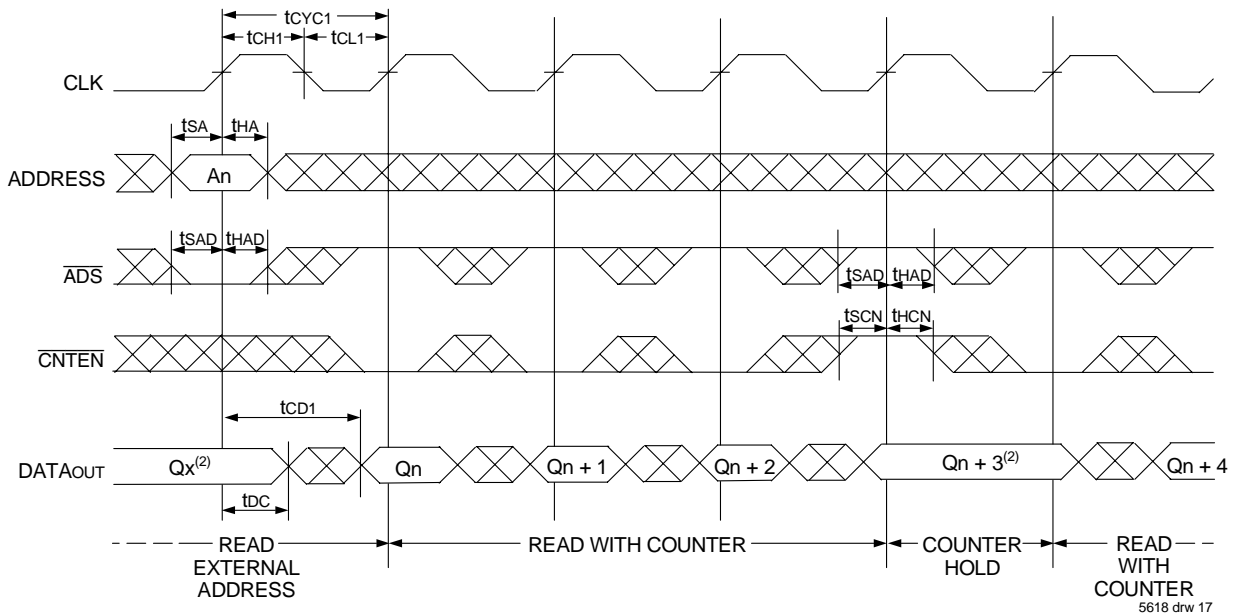 tCYC1
tCH1 tCL1
CLK
tSA tHA
ADDRESS An
tSAD tHAD
ADS
tSAD tHAD
tSCN tHCN
CNTEN
tCD1
DATAOUT Qx(2) Qn Qn + 1 Qn + 2 Qn + 3(2) Qn + 4
tDC
READ EXTERNAL ADDRESS
READ WITH COUNTER
COUNTER HOLD
READ WITH COUNTER
5618 drw 17